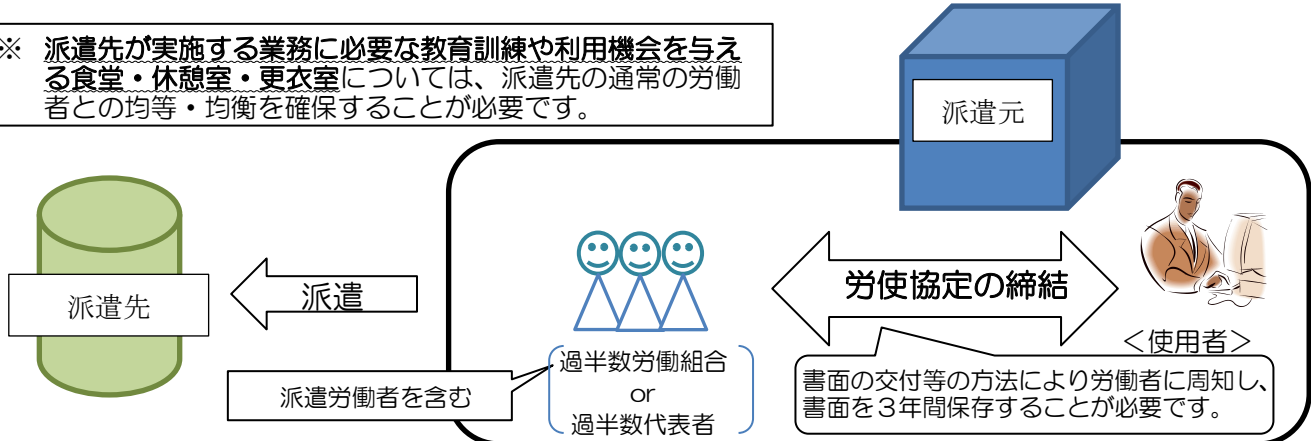 ※ 派遣先が実施する業務に必要な教育訓練や利用機会を与え
る食堂・休憩室・更衣室については、派遣先の通常の労働
者との均等・均衡を確保することが必要です。
派遣元
派遣先
派遣
労使協定の締結
＜使用者＞
派遣労働者を含む
過半数労働組合
or
過半数代表者
書面の交付等の方法により労働者に周知し、
書面を３年間保存することが必要です。